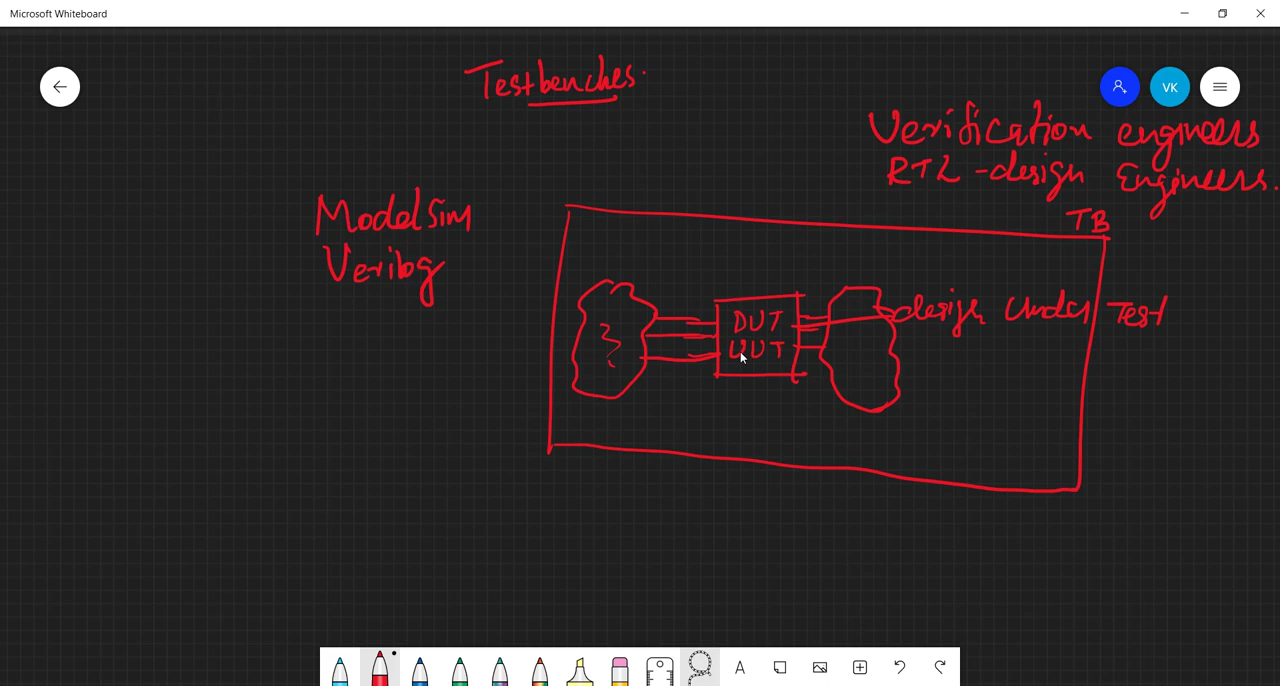 Microsoft Whiteboard
Testbenches.
VK
Verification engineers
RTL - design Engineers.
ModelSim
Verilog
TB
DUT
UUT
design Under Test
A